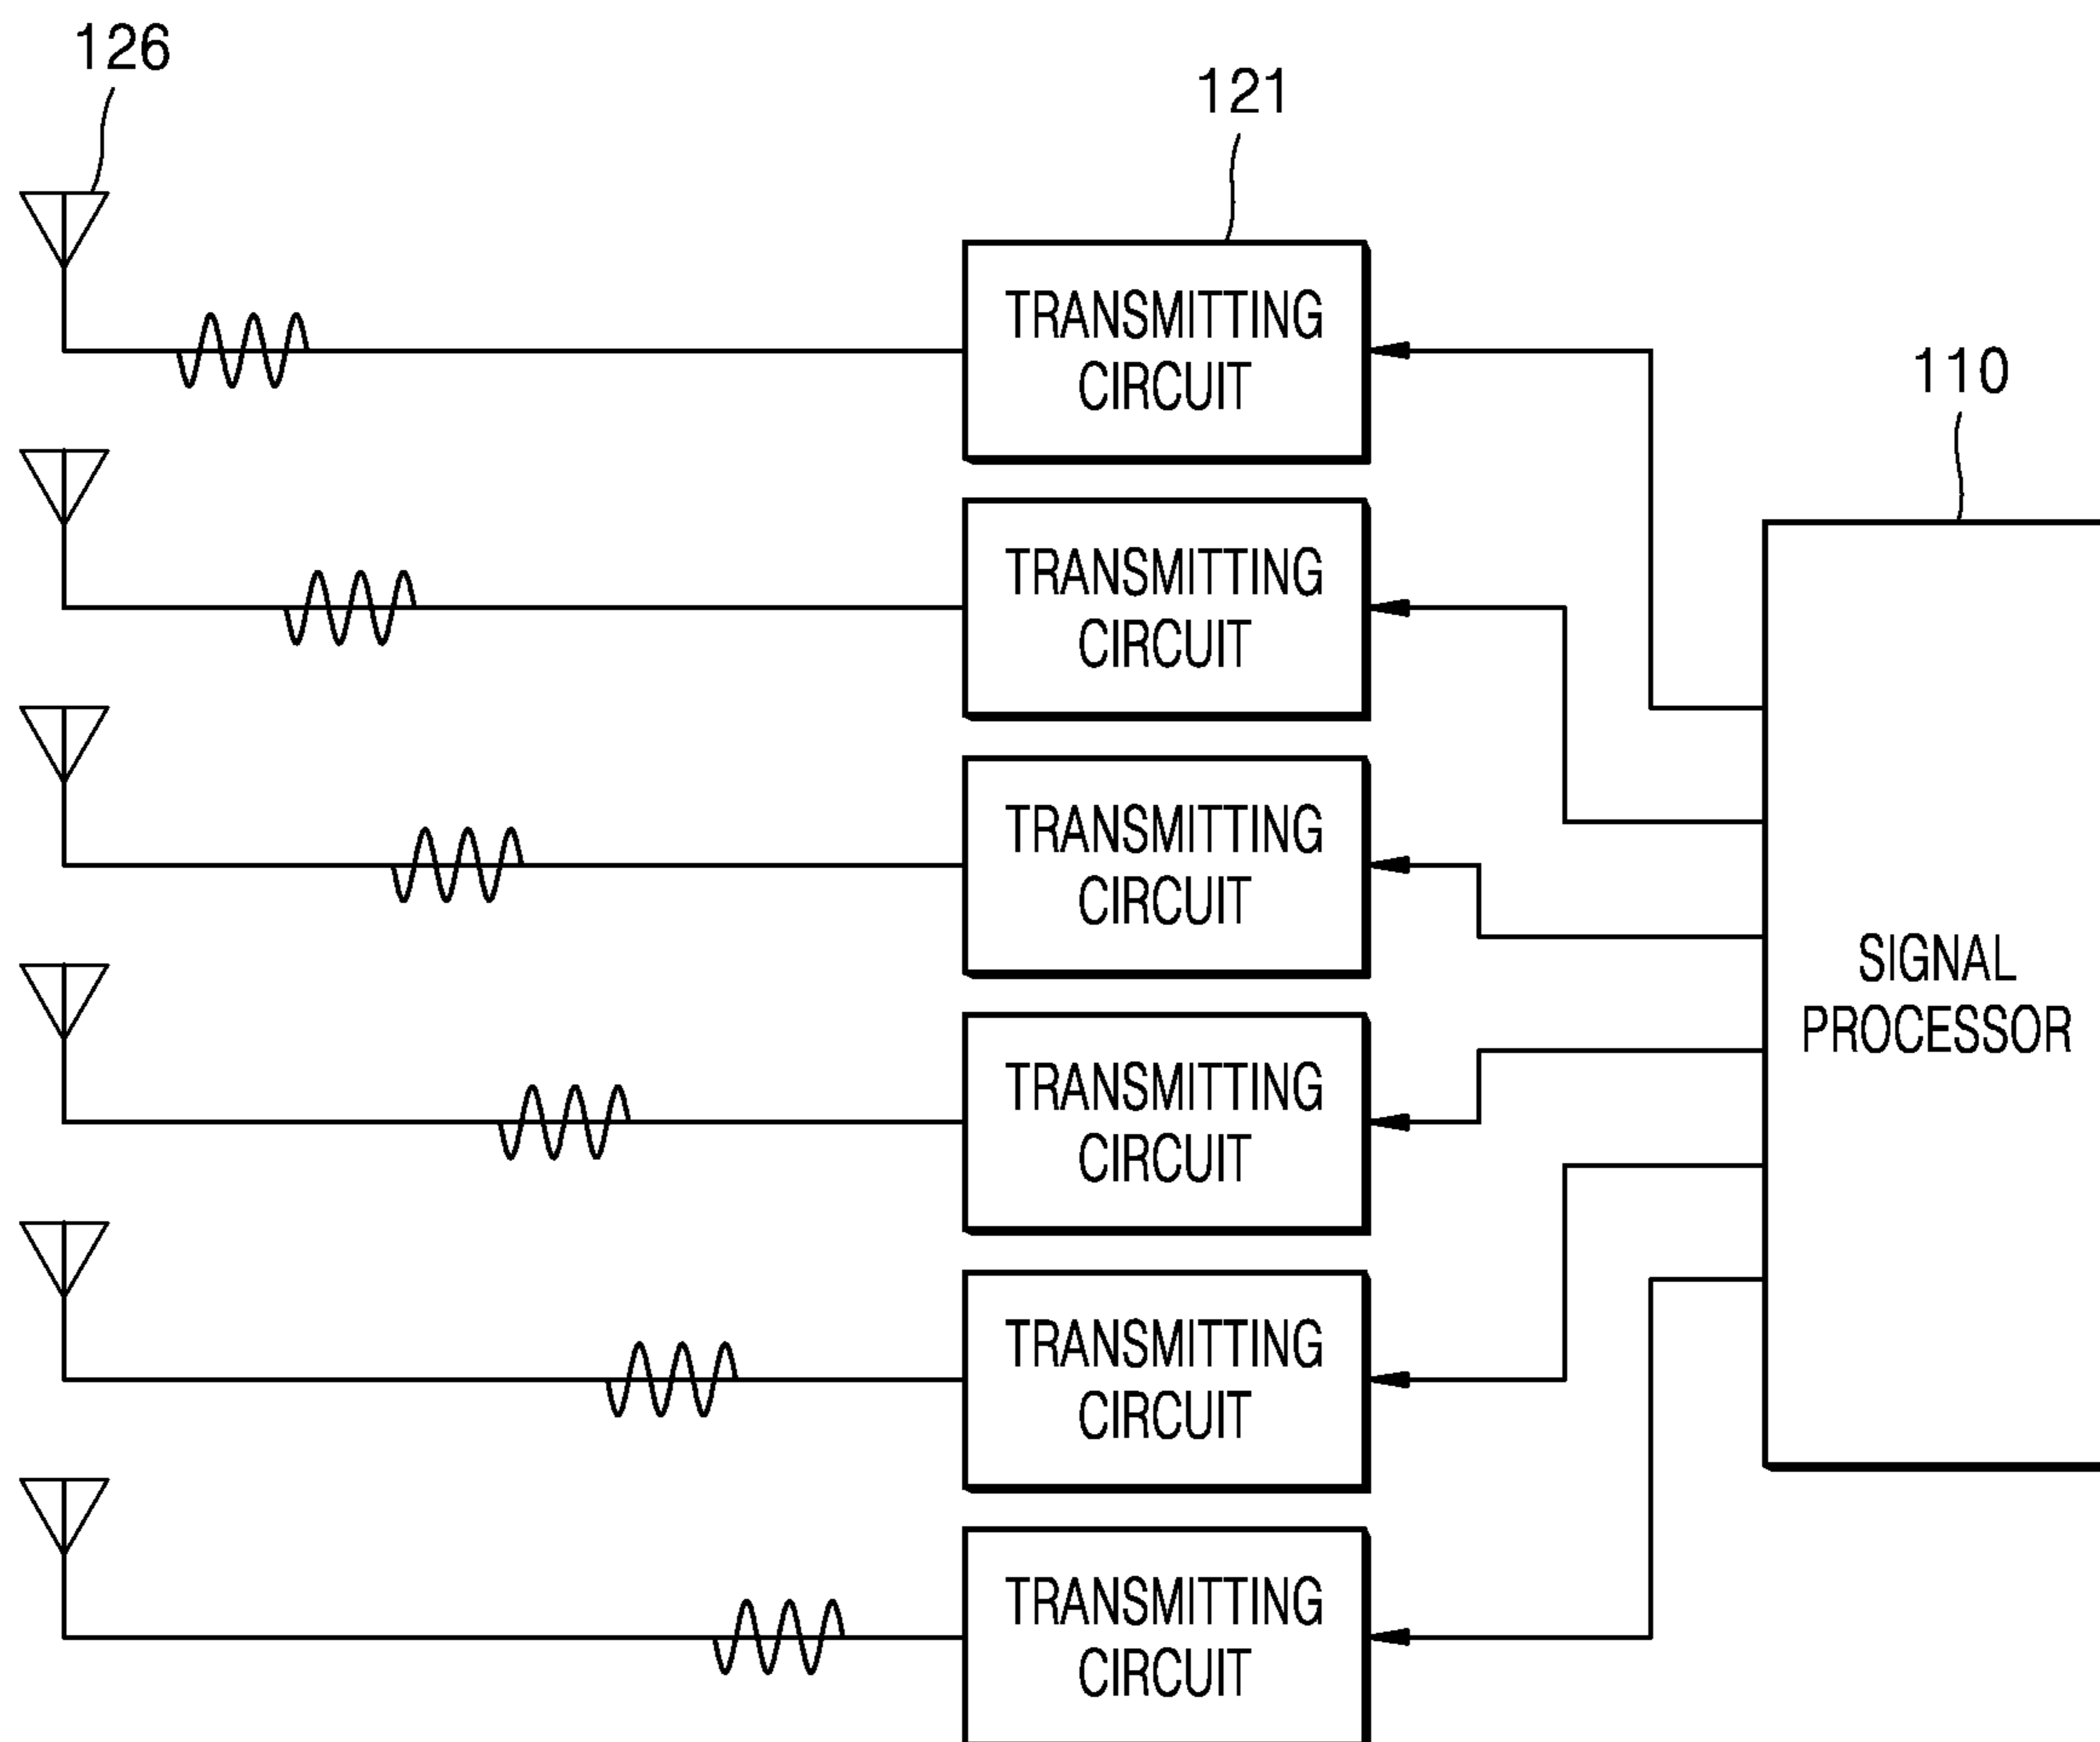 126
121
TRANSMITTING
CIRCUIT
110
TRANSMITTING
CIRCUIT
TRANSMITTING
CIRCUIT
SIGNAL
PROCESSOR
TRANSMITTING
CIRCUIT
TRANSMITTING
CIRCUIT
TRANSMITTING
CIRCUIT